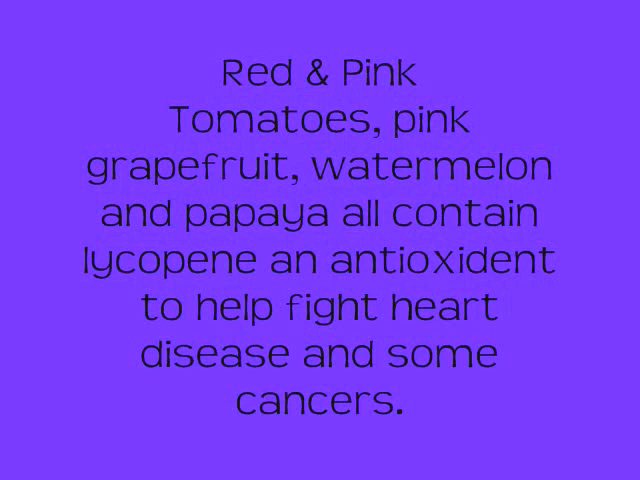 Red & Pink
Tomatoes, pink
grapefruit, watermelon
and papaya all contain
lycopene an antioxident
to help fight heart
disease and some
cancers.